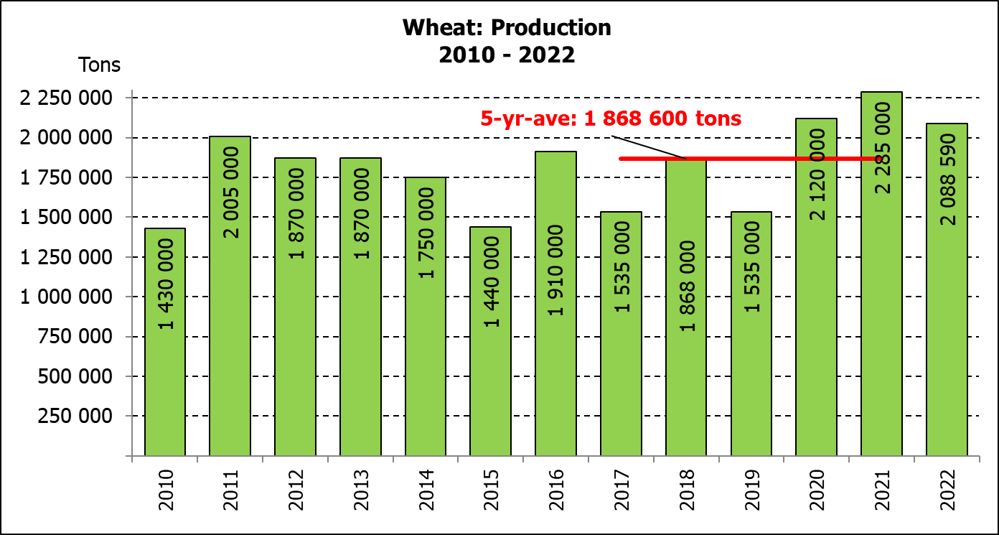 Wheat: Production
2010 - 2022
Tons
2 250 000
2 000 000
1 750 000
1 500 000
1 250 000
1 000 000
750 000
500 000
250 000
5-yr-ave: 1 868 600 tons
1 430 000
2 005 000
1 870 000
1 870 000
1 750 000
1 440 000
1 910 000
1 535 000
1 868 000
1 535 000
2 120 000
2 285 000
2 088 590
2010
2011
2012
2013
2014
2015
2016
2017
2018
2019
2020
2021
2022